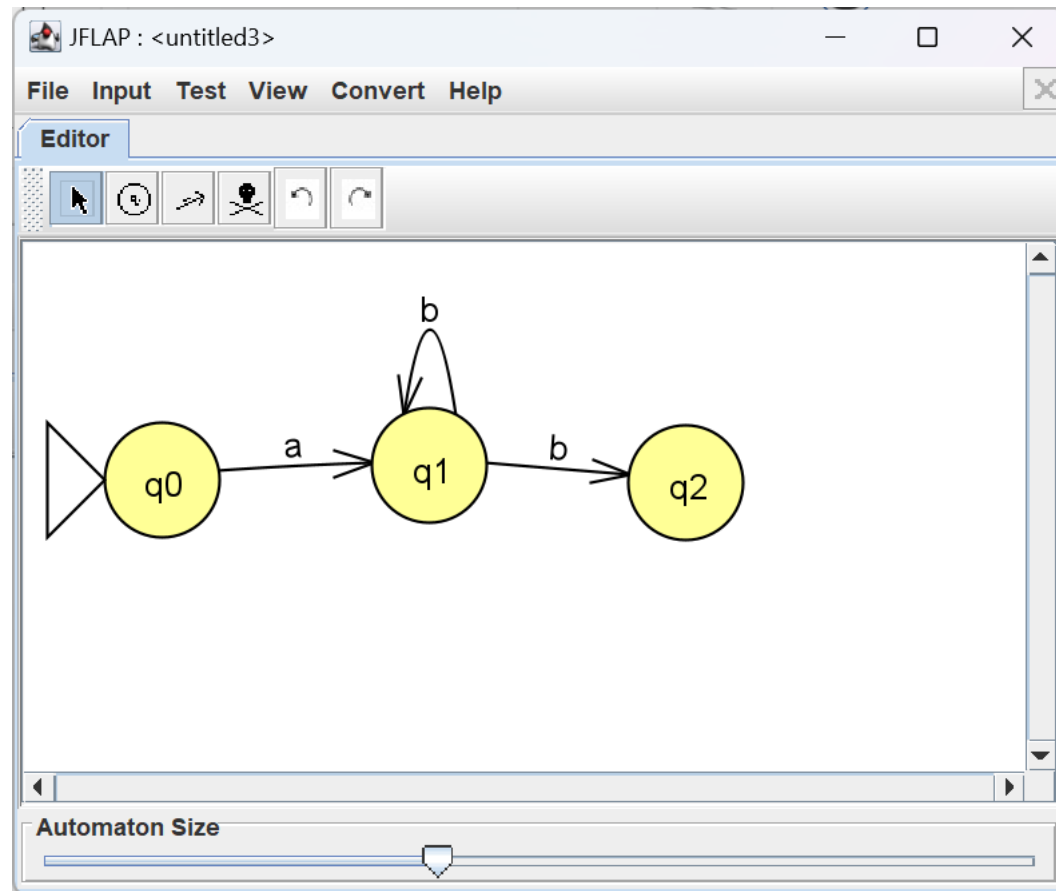 JFLAP : <untitled3>
File Input Test View Convert Help
Editor
q
b
a
b
q0
q1
q2
Automaton Size